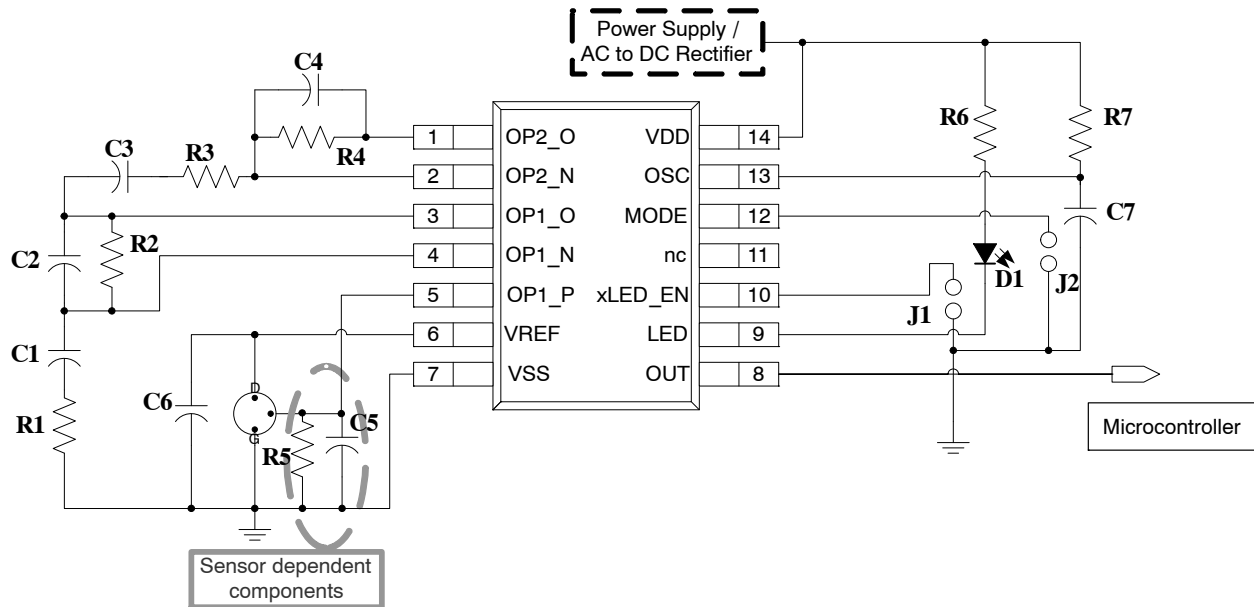 Power Supply /
AC to DC Rectifier
C4
R4
C3
R3
C2
R2
C1
R1
C6
D
G
R5
C5
Sensor dependent
components
1
OP2_O
2
OP2_N
3
OP1_O
4
OP1_N
5
OP1_P
6
VREF
7
VSS
VDD
14
OSC
13
MODE
12
nc
11
xLED_EN
10
LED
9
OUT
8
R6
R7
C7
D1
J2
J1
Microcontroller